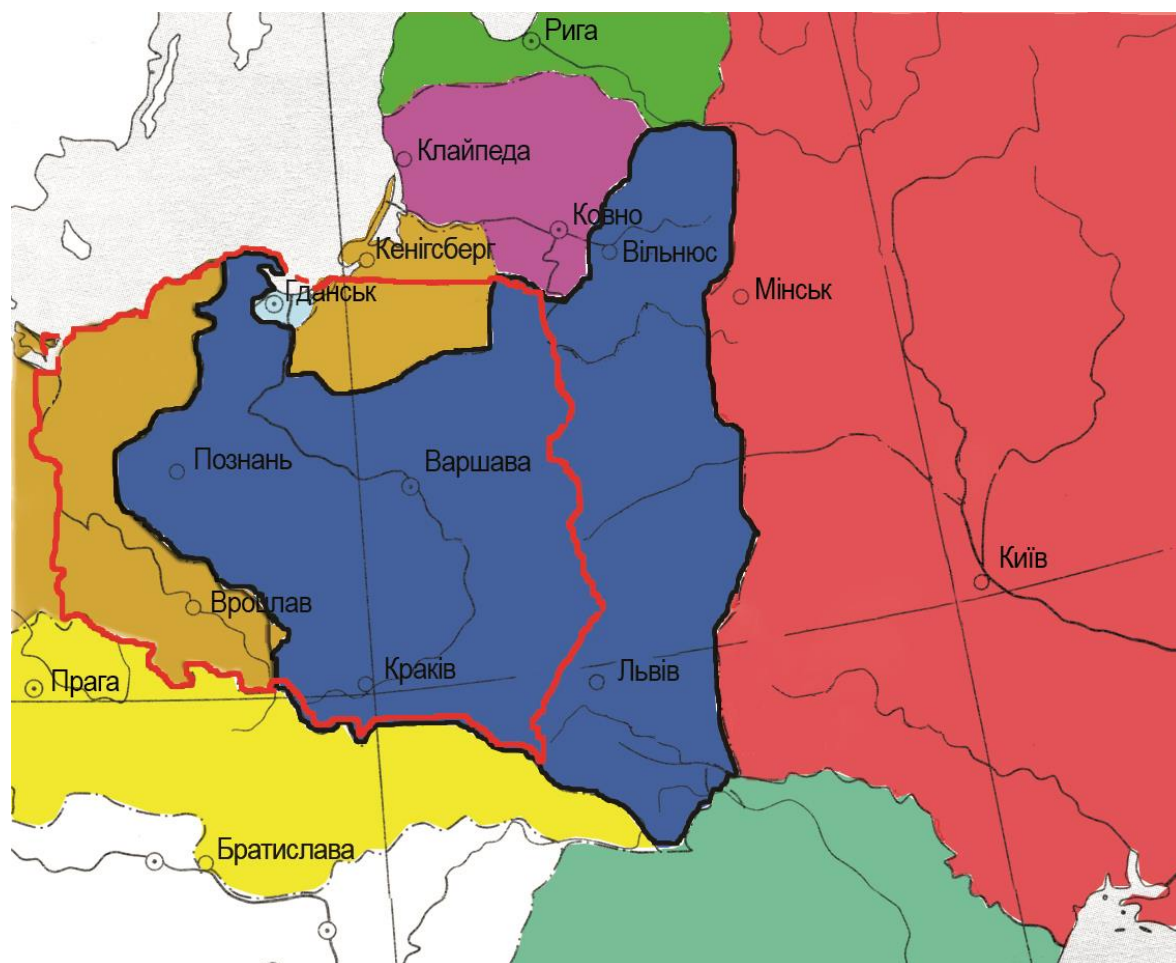 Рига
Клайпеда
Ковно
Вільнюс
Кенігсберг
Гданськ
Мінськ
Познань
Варшава
Київ
Вроцлав
Прага
Краків
Львів
Братислава